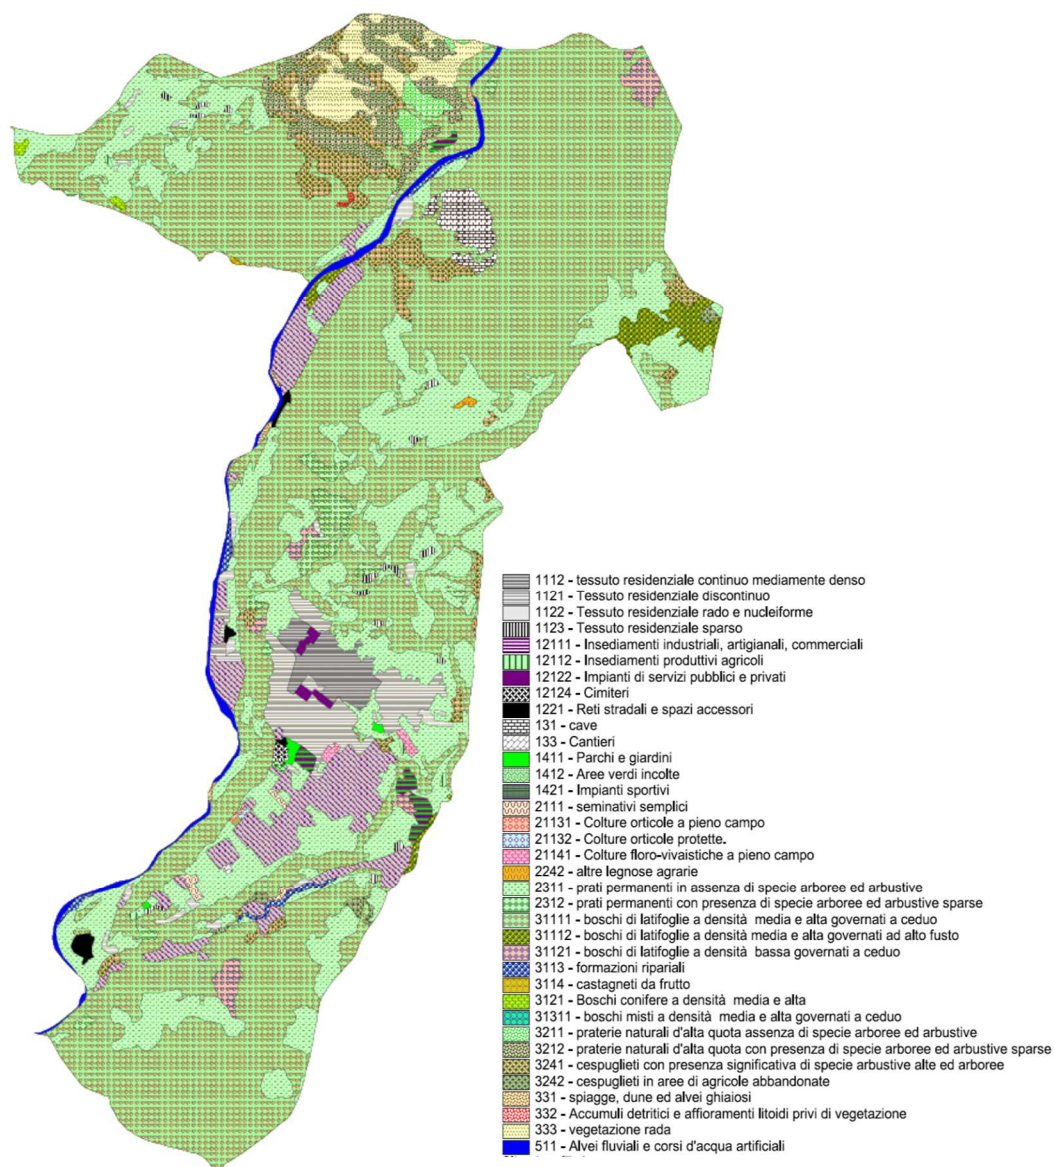 1112 - tessuto residenziale continuo mediamente denso
1121 - Tessuto residenziale discontinuo
1122 - Tessuto residenziale rado e nucleiforme
1123 - Tessuto residenziale sparso
12111 - Insediamenti industriali, artigianali, commerciali
12112 - Insediamenti produttivi agricoli
12122 - Impianti di servizi pubblici e privati
12124 - Cimiteri
1221 - Reti stradali e spazi accessori
131 - cave
133 - Cantieri
1411 - Parchi e giardini
1412 - Aree verdi incolte
1421 - Impianti sportivi
2111 - seminativi semplici
21131 - Colture orticole a pieno campo
21132 - Colture orticole protette.
21141 - Colture floro-vivaistiche a pieno campo
2242 - altre legnose agrarie
2311 - prati permanenti in assenza di specie arboree ed arbustive
2312 - prati permanenti con presenza di specie arboree ed arbustive sparse
31111 - boschi di latifoglie a densità media e alta governati a ceduo
31112 - boschi di latifoglie a densità media e alta governati ad alto fusto
31121 - boschi di latifoglie a densità bassa governati a ceduo
3113 - formazioni ripariali
3114 - castagneti da frutto
3121 - Boschi conifere a densità media e alta
31311 - boschi misti a densità media e alta governati a ceduo
3211 - praterie naturali d'alta quota assenza di specie arboree ed arbustive
3212 - praterie naturali d'alta quota con presenza di specie arboree ed arbustive sparse
3241 - cespuglieti con presenza significativa di specie arbustive alte ed arboree
3242 - cespuglieti in aree di agricole abbandonate
331 - spiagge, dune ed alvei ghiaiosi
332 - Accumuli detritici e affioramenti litoidi privi di vegetazione
333 - vegetazione rada
511 - Alvei fluviali e corsi d'acqua artificiali